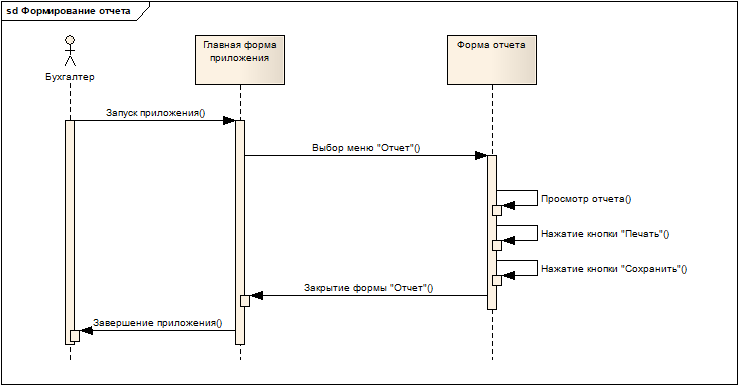 sd Формирование отчета
Бухгалтер
Главная форма
приложения
Форма отчета
Запуск приложения()
Выбор меню "Отчет"()
Просмотр отчета()
Нажатие кнопки "Печать"()
Нажатие кнопки "Сохранить"()
Закрытие формы "Отчет"()
Завершение приложения()